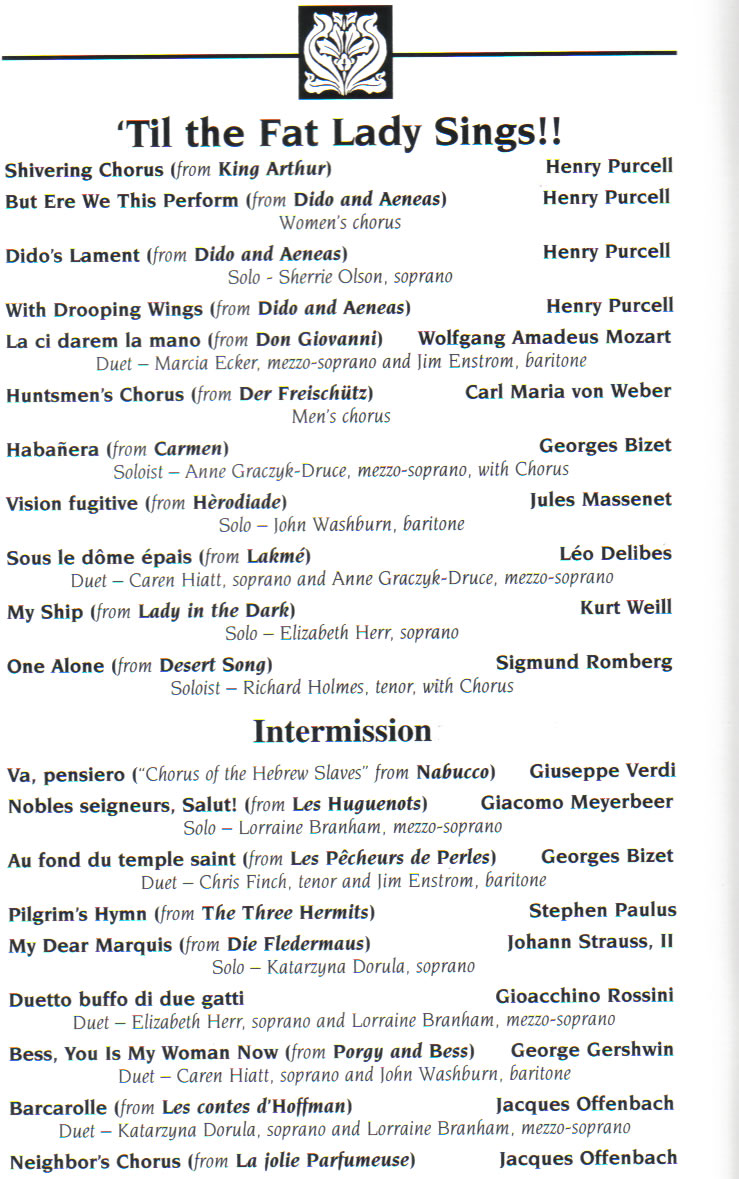 ‘Til the Fat Lady Sings!!
Shivering Chorus (from King Arthur) Henry Purcell
But Ere We This Perform (from Dido and Aeneas) Henry Purcell
Women's chorus
Dido's Lament (from Dido and Aeneas) Henry Purcell
Solo - Sherrie Olson, soprano
With Drooping Wings (from Dido and Aeneas) Henry Purcell
La ci darem la mano (from Don Giovanni) Wolfgang Amadeus Mozart
Duet – Marcia Ecker, mezzo-soprano and Jim Enstrom, baritone
Huntsmen's Chorus (from Der Freischütz) Carl Maria von Weber
Men's chorus
Habañera (from Carmen) Georges Bizet
Soloist – Anne Graczyk-Druce, mezzo-soprano, with Chorus
Vision fugitive (from Hèrodiade) Jules Massenet
Solo – John Washburn, baritone
Sous le dôme épais (from Lakmé) Léo Delibes
Duet – Caren Hiatt, soprano and Anne Graczyk-Druce, mezzo-soprano
My Ship (from Lady in the Dark) Kurt Weill
Solo – Elizabeth Herr, soprano
One Alone (from Desert Song) Sigmund Romberg
Soloist – Richard Holmes, tenor, with Chorus
Intermission
Va, pensiero (“Chorus of the Hebrew Slaves” from Nabucco) Giuseppe Verdi
Nobles seigneurs, Salut! (from Les Huguenots) Giacomo Meyerbeer
Solo – Lorraine Branham, mezzo-soprano
Au fond du temple saint (from Les Pêcheurs de Perles) Georges Bizet
Duet – Chris Finch, tenor and Jim Enstrom, baritone
Pilgrim's Hymn (from The Three Hermits) Stephen Paulus
My Dear Marquis (from Die Fledermaus) Johann Strauss, II
Solo – Katarzyna Dorula, soprano
Duetto buffo di due gatti Gioacchino Rossini
Duet – Elizabeth Herr, soprano and Lorraine Branham, mezzo-soprano
Bess, You Is My Woman Now (from Porgy and Bess) George Gershwin
Duet – Caren Hiatt, soprano and John Washburn, baritone
Barcarolle (from Les contes d'Hoffman) Jacques Offenbach
Duet – Katarzyna Dorula, soprano and Lorraine Branham, mezzo-soprano
Neighbor's Chorus (from La jolie Parfumeuse) Jacques Offenbach